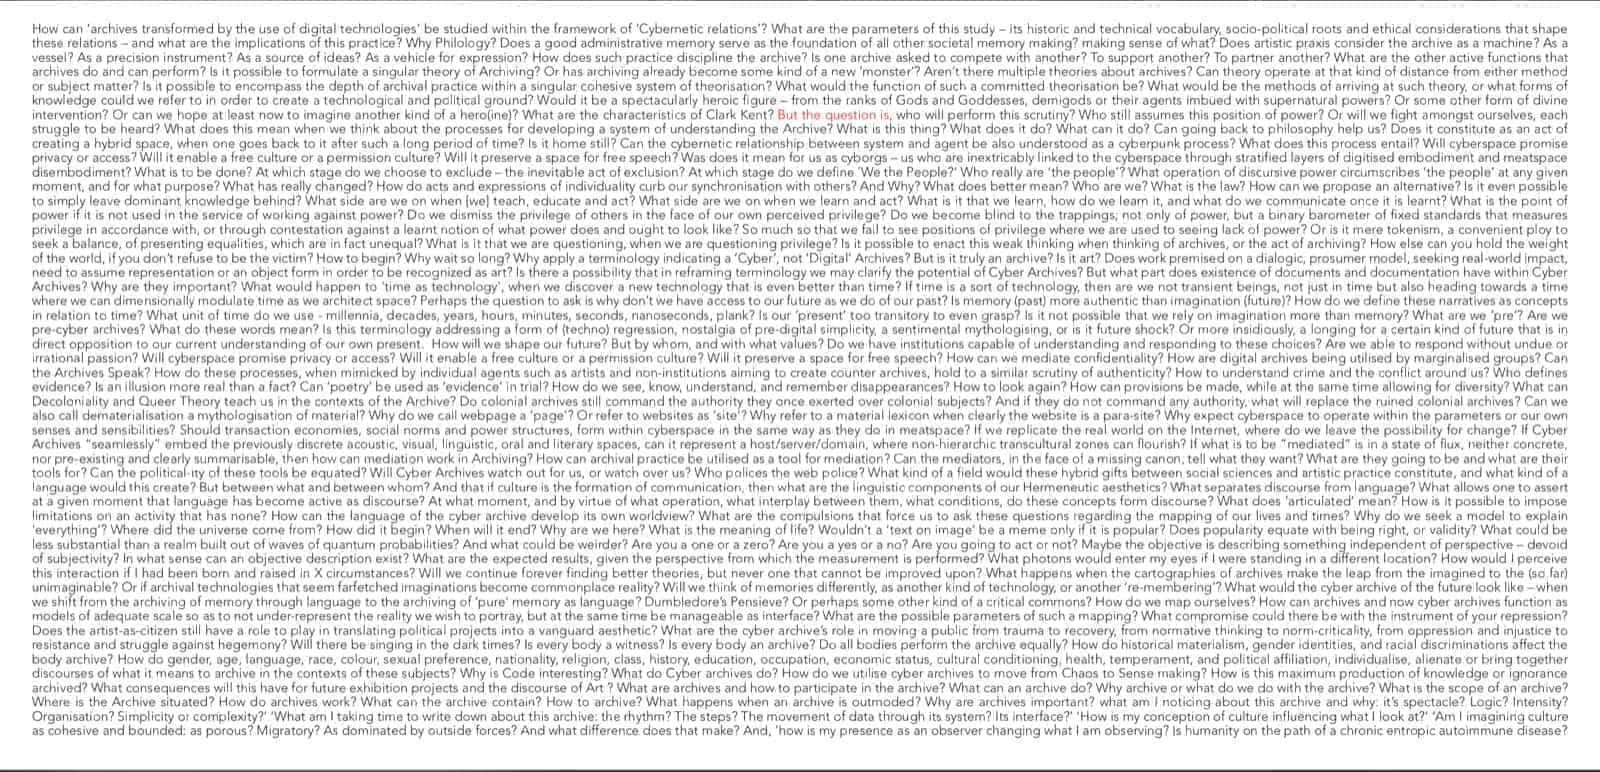 How can 'archives transformed by the use of digital technologies' be studied within the framework of 'Cybernetic relations'? What are the parameters of this study – its historic and technical vocabulary, socio-political roots and ethical considerations that shape
these relations – and what are the implications of this practice? Why Philology? Does a good administrative memory serve as the foundation of all other societal memory making? making sense of what? Does artistic praxis consider the archive as a machine? As a
vessel? As a precision instrument? As a source of ideas? As a vehicle for expression? How does such practice discipline the archive? Is one archive asked to compete with another? To support another? To partner another? What are the other active functions that
archives do and can perform? Is it possible to formulate a singular theory of Archiving? Or has archiving already become some kind of a new 'monster'? Aren't there multiple theories about archives? Can theory operate at that kind of distance from either method
or subject matter? Is it possible to encompass the depth of archival practice within a singular cohesive system of theorisation? What would the function of such a committed theorisation be? What would be the methods of arriving at such theory, or what forms of
knowledge could we refer to in order to create a technological and political ground? Would it be a spectacularly heroic figure – from the ranks of Gods and Goddesses, demigods or their agents imbued with supernatural powers? Or some other form of divine
intervention? Or can we hope at least now to imagine another kind of a hero(ine)? What are the characteristics of Clark Kent? But the question is, who will perform this scrutiny? Who still assumes this position of power? Or will we fight amongst ourselves, each
struggle to be heard? What does this mean when we think about the processes for developing a system of understanding the Archive? What is this thing? What does it do? What can it do? Can going back to philosophy help us? Does it constitute as an act of
creating a hybrid space, when one goes back to it after such a long period of time? Is it home still? Can the cybernetic relationship between system and agent be also understood as a cyberpunk process? What does this process entail? Will cyberspace promise
privacy or access? Will it enable a free culture or a permission culture? Will it preserve a space for free speech? Was does it mean for us as cyborgs – us who are inextricably linked to the cyberspace through stratified layers of digitised embodiment and meatspace
disembodiment? What is to be done? At which stage do we choose to exclude – the inevitable act of exclusion? At which stage do we define 'We the People?' Who really are 'the people'? What operation of discursive power circumscribes 'the people' at any given
moment, and for what purpose? What has really changed? How do acts and expressions of individuality curb our synchronisation with others? And Why? What does better mean? Who are we? What is the law? How can we propose an alternative? Is it even possible
to simply leave dominant knowledge behind? What side are we on when [we] teach, educate and act? What side are we on when we learn and act? What is it that we learn, how do we learn it, and what do we communicate once it is learnt? What is the point of
power if it is not used in the service of working against power? Do we dismiss the privilege of others in the face of our own perceived privilege? Do we become blind to the trappings; not only of power, but a binary barometer of fixed standards that measures
privilege in accordance with, or through contestation against a learnt notion of what power does and ought to look like? So much so that we fail to see positions of privilege where we are used to seeing lack of power? Or is it mere tokenism, a convenient ploy to
seek a balance, of presenting equalities, which are in fact unequal? What is it that we are questioning, when we are questioning privilege? Is it possible to enact this weak thinking when thinking of archives, or the act of archiving? How else can you hold the weight
of the world, if you don't refuse to be the victim? How to begin? Why wait so long? Why apply a terminology indicating a 'Cyber', not 'Digital' Archives? But is it truly an archive? Is it art? Does work premised on a dialogic, prosumer model, seeking real-world impact,
need to assume representation or an object form in order to be recognized as art? Is there a possibility that in reframing terminology we may clarify the potential of Cyber Archives? But what part does existence of documents and documentation have within Cyber
Archives? Why are they important? What would happen to 'time as technology', when we discover a new technology that is even better than time? If time is a sort of technology, then are we not transient beings, not just in time but also heading towards a time
where we can dimensionally modulate time as we architect space? Perhaps the question to ask is why don't we have access to our future as we do of our past? Is memory (past) more authentic than imagination (future)? How do we define these narratives as concepts
in relation to time? What unit of time do we use - millennia, decades, years, hours, minutes, seconds, nanoseconds, plank? Is our 'present' too transitory to even grasp? Is it not possible that we rely on imagination more than memory? What are we 'pre'? Are we
pre-cyber archives? What do these words mean? Is this terminology addressing a form of (techno) regression, nostalgia of pre-digital simplicity, a sentimental mythologising, or is it future shock? Or more insidiously, a longing for a certain kind of future that is in
direct opposition to our current understanding of our own present. How will we shape our future? But by whom, and with what values? Do we have institutions capable of understanding and responding to these choices? Are we able to respond without undue or
irrational passion? Will cyberspace promise privacy or access? Will it enable a free culture or a permission culture? Will it preserve a space for free speech? How can we mediate confidentiality? How are digital archives being utilised by marginalised groups? Can
the Archives Speak? How do these processes, when mimicked by individual agents such as artists and non-institutions aiming to create counter archives, hold to a similar scrutiny of authenticity? How to understand crime and the conflict around us? Who defines
evidence? Is an illusion more real than a fact? Can 'poetry' be used as 'evidence' in trial? How do we see, know, understand, and remember disappearances? How to look again? How can provisions be made, while at the same time allowing for diversity? What can
Decoloniality and Queer Theory teach us in the contexts of the Archive? Do colonial archives still command the authority they once exerted over colonial subjects? And if they do not command any authority, what will replace the ruined colonial archives? Can we
also call dematerialisation a mythologisation of material? Why do we call webpage a 'page'? Or refer to websites as 'site'? Why refer to a material lexicon when clearly the website is a para-site? Why expect cyberspace to operate within the parameters or our own
senses and sensibilities? Should transaction economies, social norms and power structures, form within cyberspace in the same way as they do in meatspace? If we replicate the real world on the Internet, where do we leave the possibility for change? If Cyber
Archives "seamlessly" embed the previously discrete acoustic, visual, linguistic, oral and literary spaces, can it represent a host/server/domain, where non-hierarchic transcultural zones can flourish? If what is to be "mediated" is in a state of flux, neither concrete,
nor pre-existing and clearly summarisable, then how can mediation work in Archiving? How can archival practice be utilised as a tool for mediation? Can the mediators, in the face of a missing canon, tell what they want? What are they going to be and what are their
tools for? Can the political-ity of these tools be equated? Will Cyber Archives watch out for us, or watch over us? Who polices the web police? What kind of a field would these hybrid gifts between social sciences and artistic practice constitute, and what kind of a
language would this create? But between what and between whom? And that if culture is the formation of communication, then what are the linguistic components of our Hermeneutic aesthetics? What separates discourse from language? What allows one to assert
at a given moment that language has become active as discourse? At what moment, and by virtue of what operation, what interplay between them, what conditions, do these concepts form discourse? What does 'articulated' mean? How is it possible to impose
limitations on an activity that has none? How can the language of the cyber archive develop its own worldview? What are the compulsions that force us to ask these questions regarding the mapping of our lives and times? Why do we seek a model to explain
'everything'? Where did the universe come from? How did it begin? When will it end? Why are we here? What is the meaning of life? Wouldn't a 'text on image' be a meme only if it is popular? Does popularity equate with being right, or validity? What could be
less substantial than a realm built out of waves of quantum probabilities? And what could be weirder? Are you a one or a zero? Are you a yes or a no? Are you going to act or not? Maybe the objective is describing something independent of perspective – devoid
of subjectivity? In what sense can an objective description exist? What are the expected results, given the perspective from which the measurement is performed? What photons would enter my eyes if I were standing in a different location? How would I perceive
this interaction if I had been born and raised in X circumstances? Will we continue forever finding better theories, but never one that cannot be improved upon? What happens when the cartographies of archives make the leap from the imagined to the (so far)
unimaginable? Or if archival technologies that seem farfetched imaginations become commonplace reality? Will we think of memories differently, as another kind of technology, or another 're-membering'? What would the cyber archive of the future look like – when
we shift from the archiving of memory through language to the archiving of 'pure' memory as language? Dumbledore's Pensieve? Or perhaps some other kind of a critical commons? How do we map ourselves? How can archives and now cyber archives function as
models of adequate scale so as to not under-represent the reality we wish to portray, but at the same time be manageable as interface? What are the possible parameters of such a mapping? What compromise could there be with the instrument of your repression?
Does the artist-as-citizen still have a role to play in translating political projects into a vanguard aesthetic? What are the cyber archive's role in moving a public from trauma to recovery, from normative thinking to norm-criticality, from oppression and injustice to
resistance and struggle against hegemony? Will there be singing in the dark times? Is every body a witness? Is every body an archive? Do all bodies perform the archive equally? How do historical materialism, gender identities, and racial discriminations affect the
body archive? How do gender, age, language, race, colour, sexual preference, nationality, religion, class, history, education, occupation, economic status, cultural conditioning, health, temperament, and political affiliation, individualise, alienate or bring together
discourses of what it means to archive in the contexts of these subjects? Why is Code interesting? What do Cyber archives do? How do we utilise cyber archives to move from Chaos to Sense making? How is this maximum production of knowledge or ignorance
archived? What consequences will this have for future exhibition projects and the discourse of Art ? What are archives and how to participate in the archive? What can an archive do? Why archive or what do we do with the archive? What is the scope of an archive?
Where is the Archive situated? How do archives work? What can the archive contain? How to archive? What happens when an archive is outmoded? Why are archives important? what am I noticing about this archive and why: it's spectacle? Logic? Intensity?
Organisation? Simplicity or complexity?' 'What am I taking time to write down about this archive: the rhythm? The steps? The movement of data through its system? Its interface?' 'How is my conception of culture influencing what I look at?' 'Am I imagining culture
as cohesive and bounded: as porous? Migratory? As dominated by outside forces? And what difference does that make? And, 'how is my presence as an observer changing what I am observing? Is humanity on the path of a chronic entropic autoimmune disease?